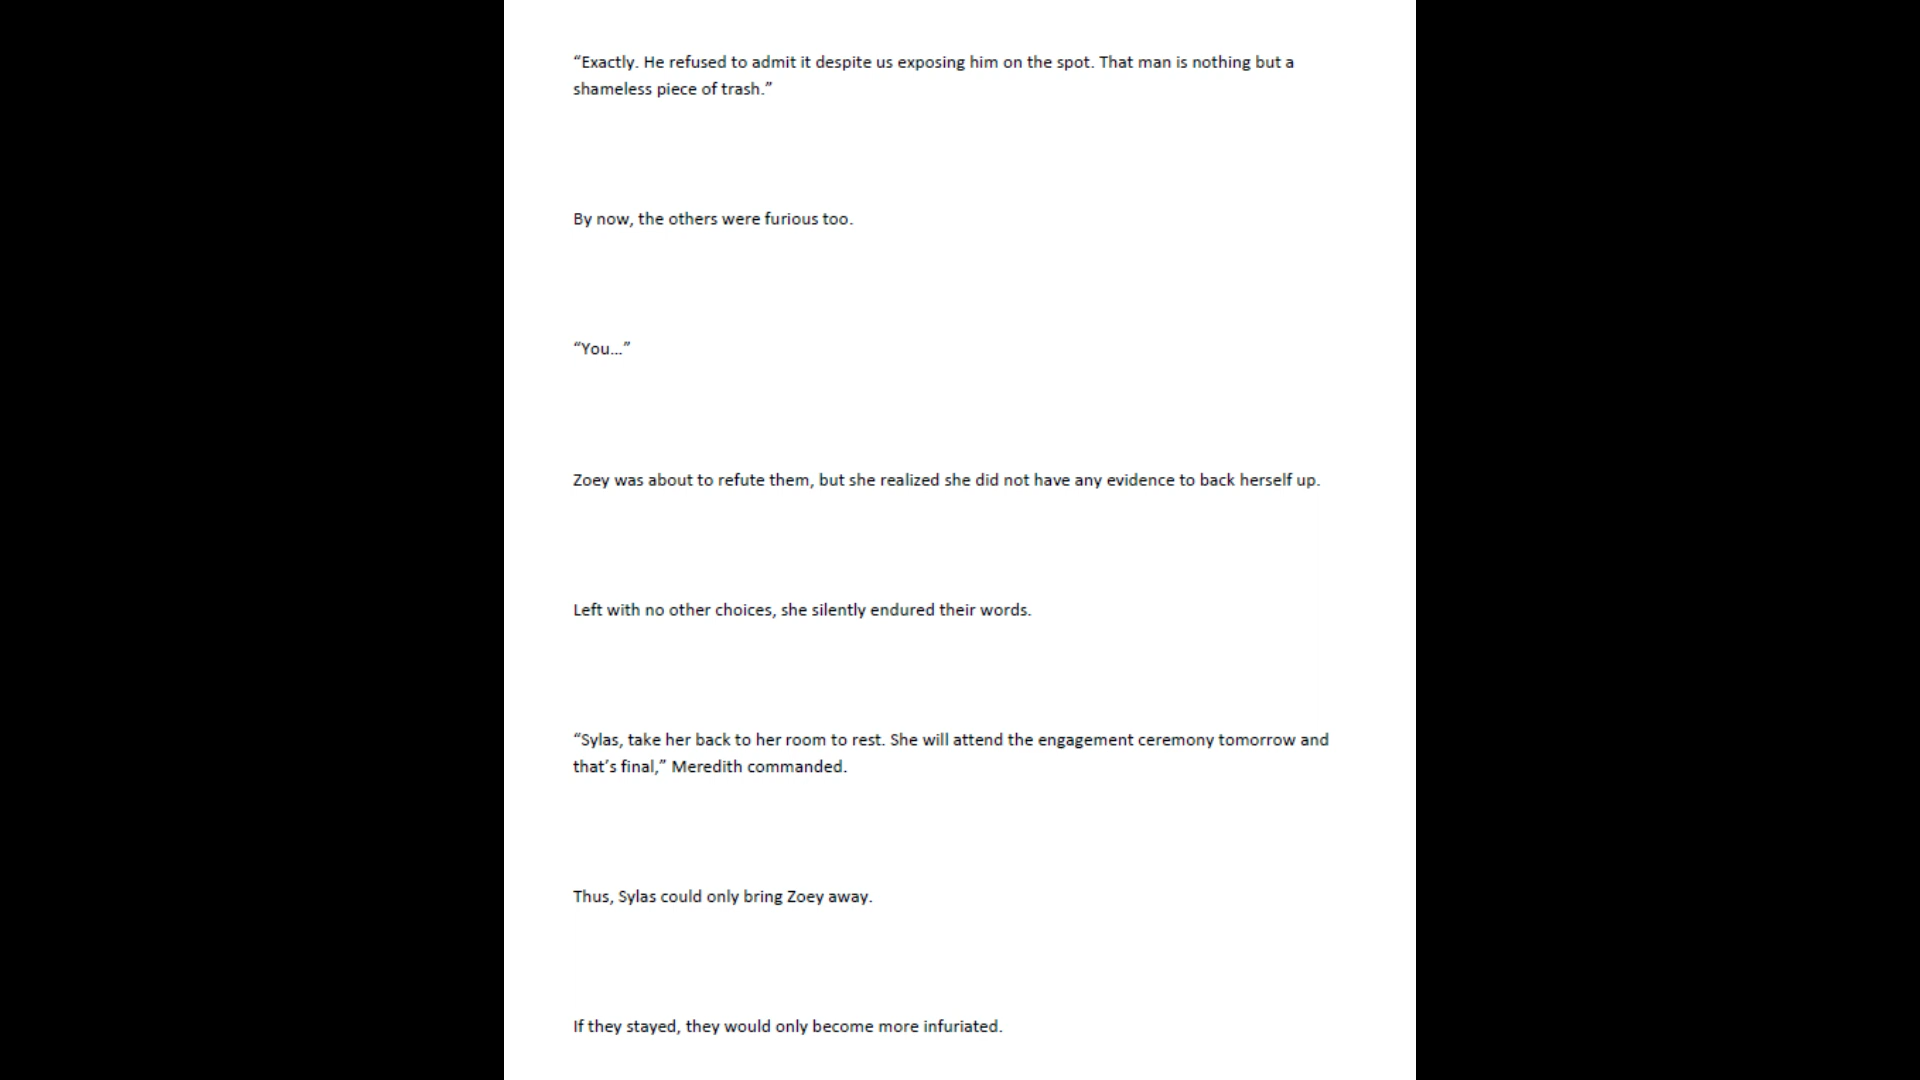 “Exactly. He refused to admit it despite us exposing him on the spot. That man is nothing but a
shameless piece of trash.”
By now, the others were furious too.
“You…”
Zoey was about to refute them, but she realized she did not have any evidence to back herself up.
Left with no other choices, she silently endured their words.
“Sylas, take her back to her room to rest. She will attend the engagement ceremony tomorrow and
that’s final,” Meredith commanded.
Thus, Sylas could only bring Zoey away.
If they stayed, they would only become more infuriated.